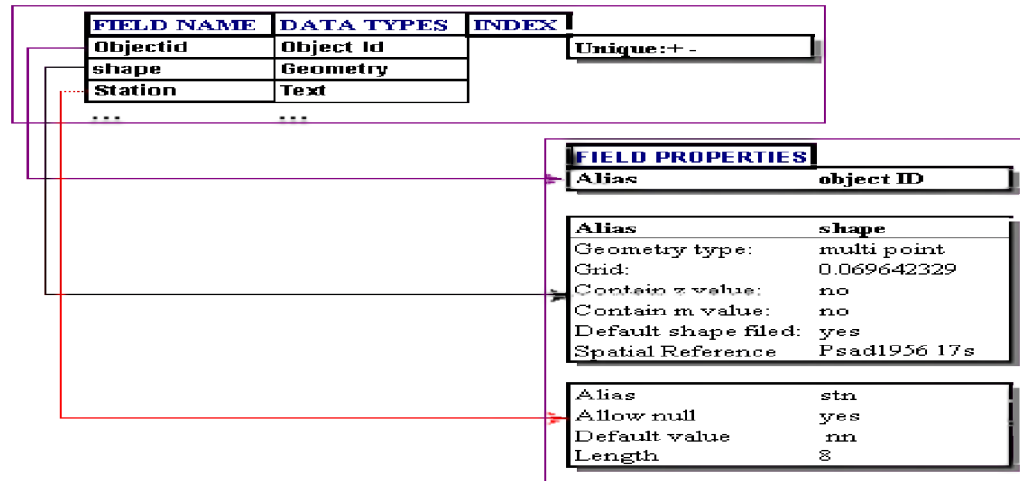 FIELD NAME DATA TYPES INDEX
Objectid Object Id Unique:+ -
shape Geometry
Station Text
... ...
FIELD PROPERTIES
Alias object ID
Alias shape
Geometry type: multi point
Grid: 0.069642329
Contain z value: no
Contain m value: no
Default shape filed: yes
Spatial Reference Psad1956 17s
Alias stn
Allow null yes
Default value nn
Length 8